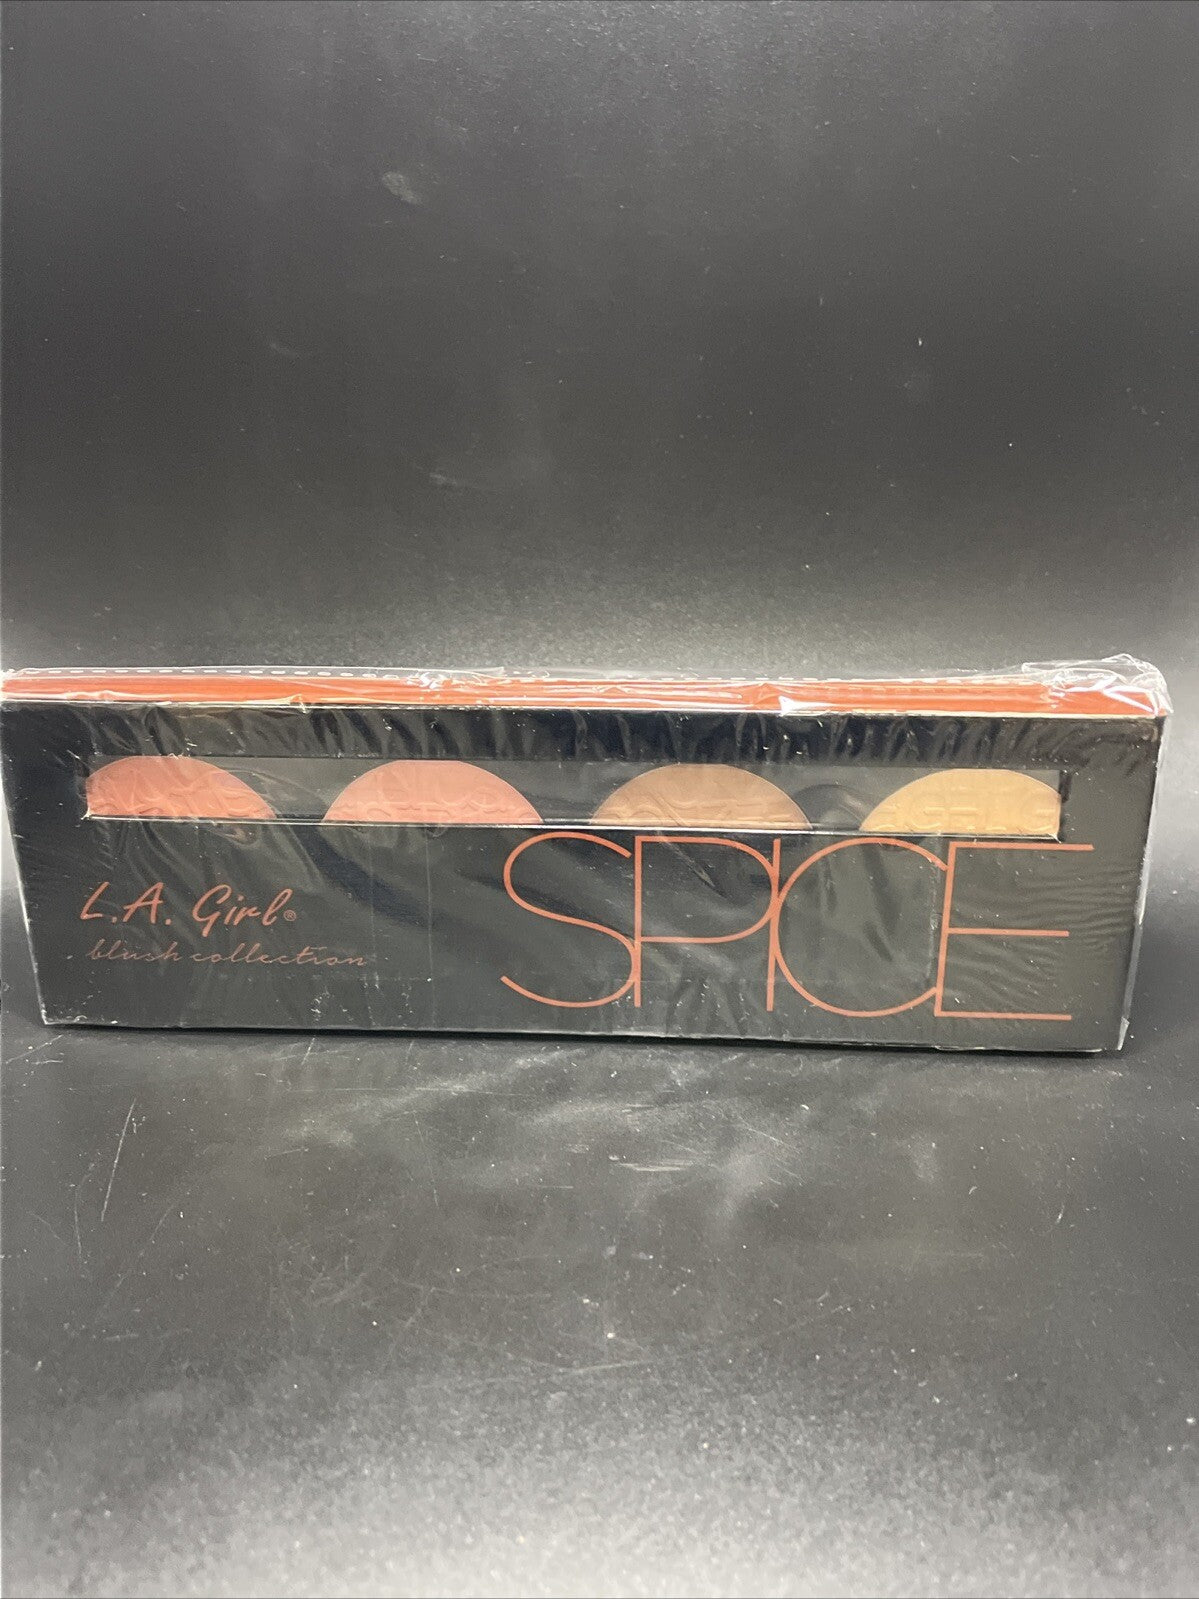 L.A. Girl®
blush collection
SPICE